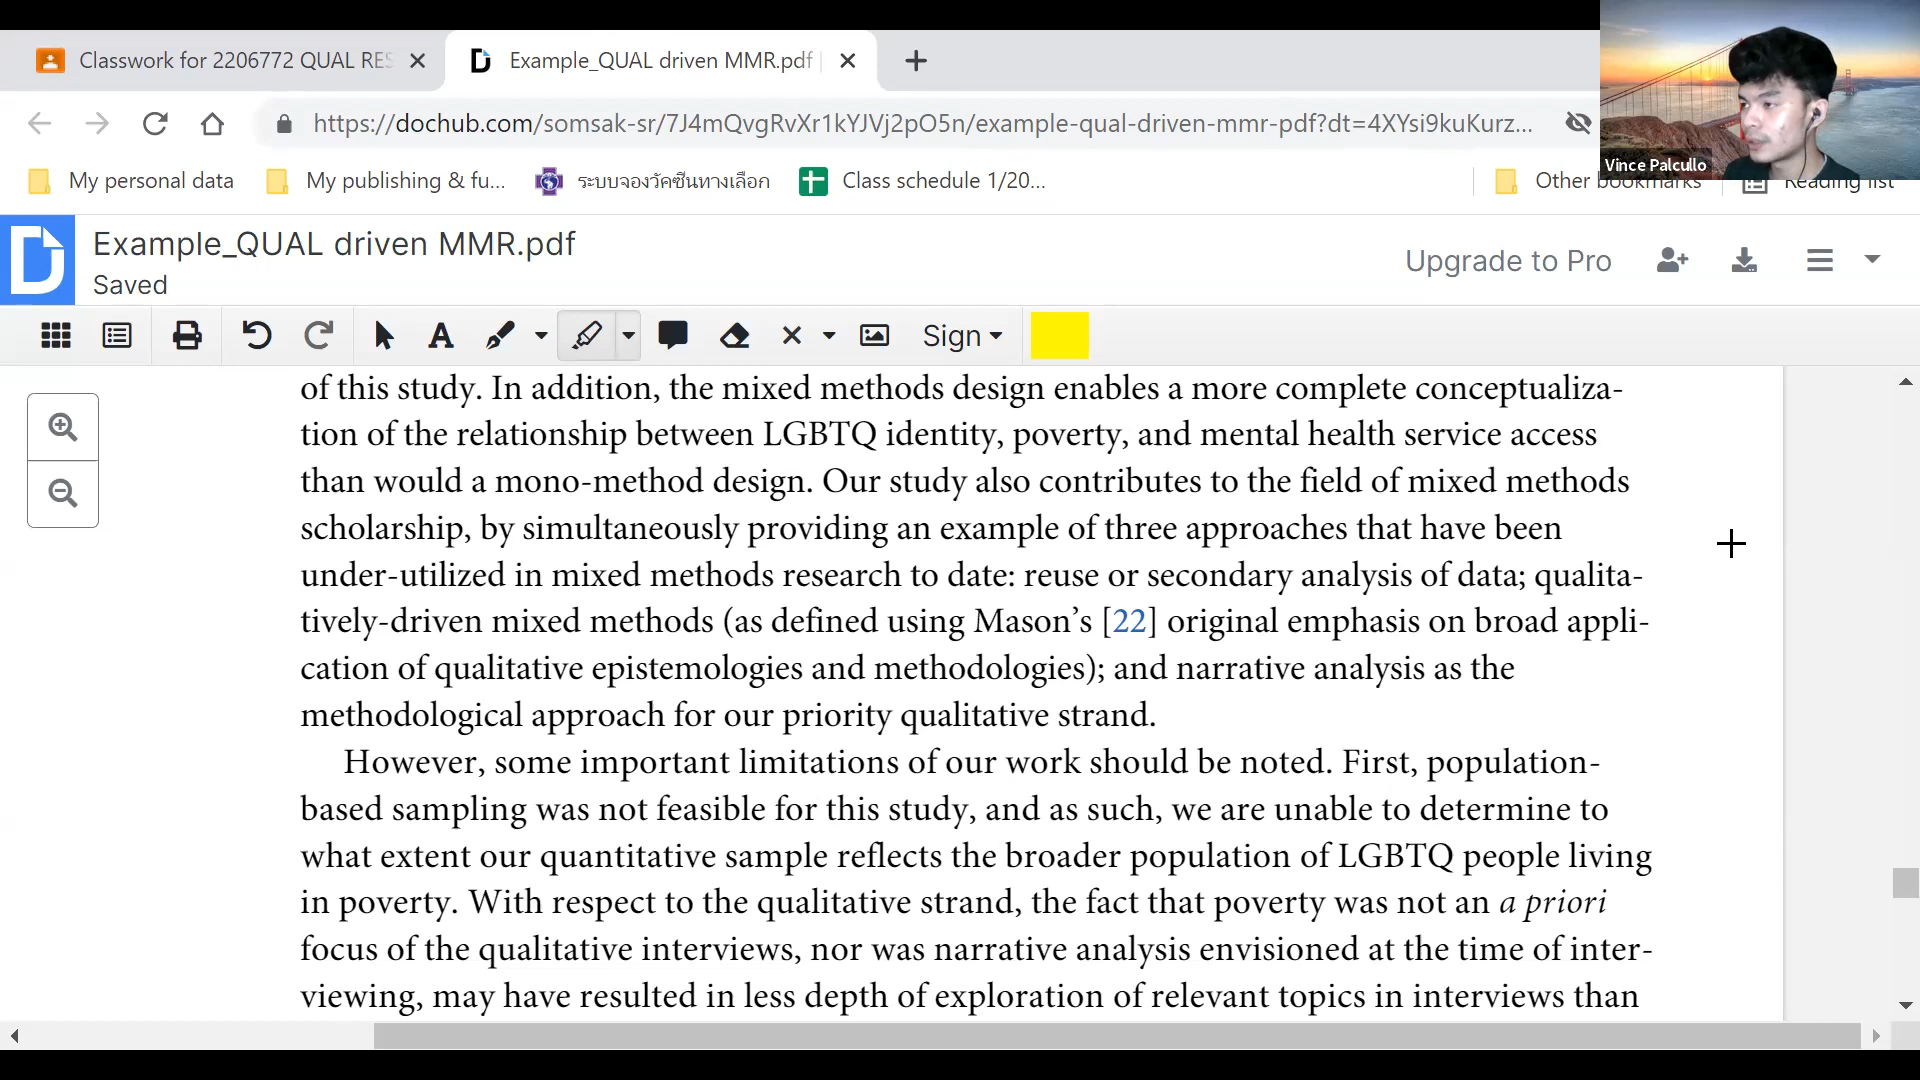 Classwork for 2206772 QUAL RES
Example_QUAL driven MMR.pdf
https://dochub.com/somsak-sr/7J4mQvgRvXr1kYJVj2pO5n/example-qual-driven-mmr-pdf?dt=4XYsi9kuKurz...
Vince Palcullo
My personal data
My publishing & fu...
ระบบจองวัคซีนทางเลือก
Class schedule 1/20...
Other bookmarks
Reading list
Example_QUAL driven MMR.pdf
Saved
Upgrade to Pro
A
Sign
of this study. In addition, the mixed methods design enables a more complete conceptualiza-
tion of the relationship between LGBTQ identity, poverty, and mental health service access
than would a mono-method design. Our study also contributes to the field of mixed methods
scholarship, by simultaneously providing an example of three approaches that have been
under-utilized in mixed methods research to date: reuse or secondary analysis of data; qualita-
tively-driven mixed methods (as defined using Mason’s [22] original emphasis on broad appli-
cation of qualitative epistemologies and methodologies); and narrative analysis as the
methodological approach for our priority qualitative strand.
However, some important limitations of our work should be noted. First, population-
based sampling was not feasible for this study, and as such, we are unable to determine to
what extent our quantitative sample reflects the broader population of LGBTQ people living
in poverty. With respect to the qualitative strand, the fact that poverty was not an a priori
focus of the qualitative interviews, nor was narrative analysis envisioned at the time of inter-
viewing, may have resulted in less depth of exploration of relevant topics in interviews than